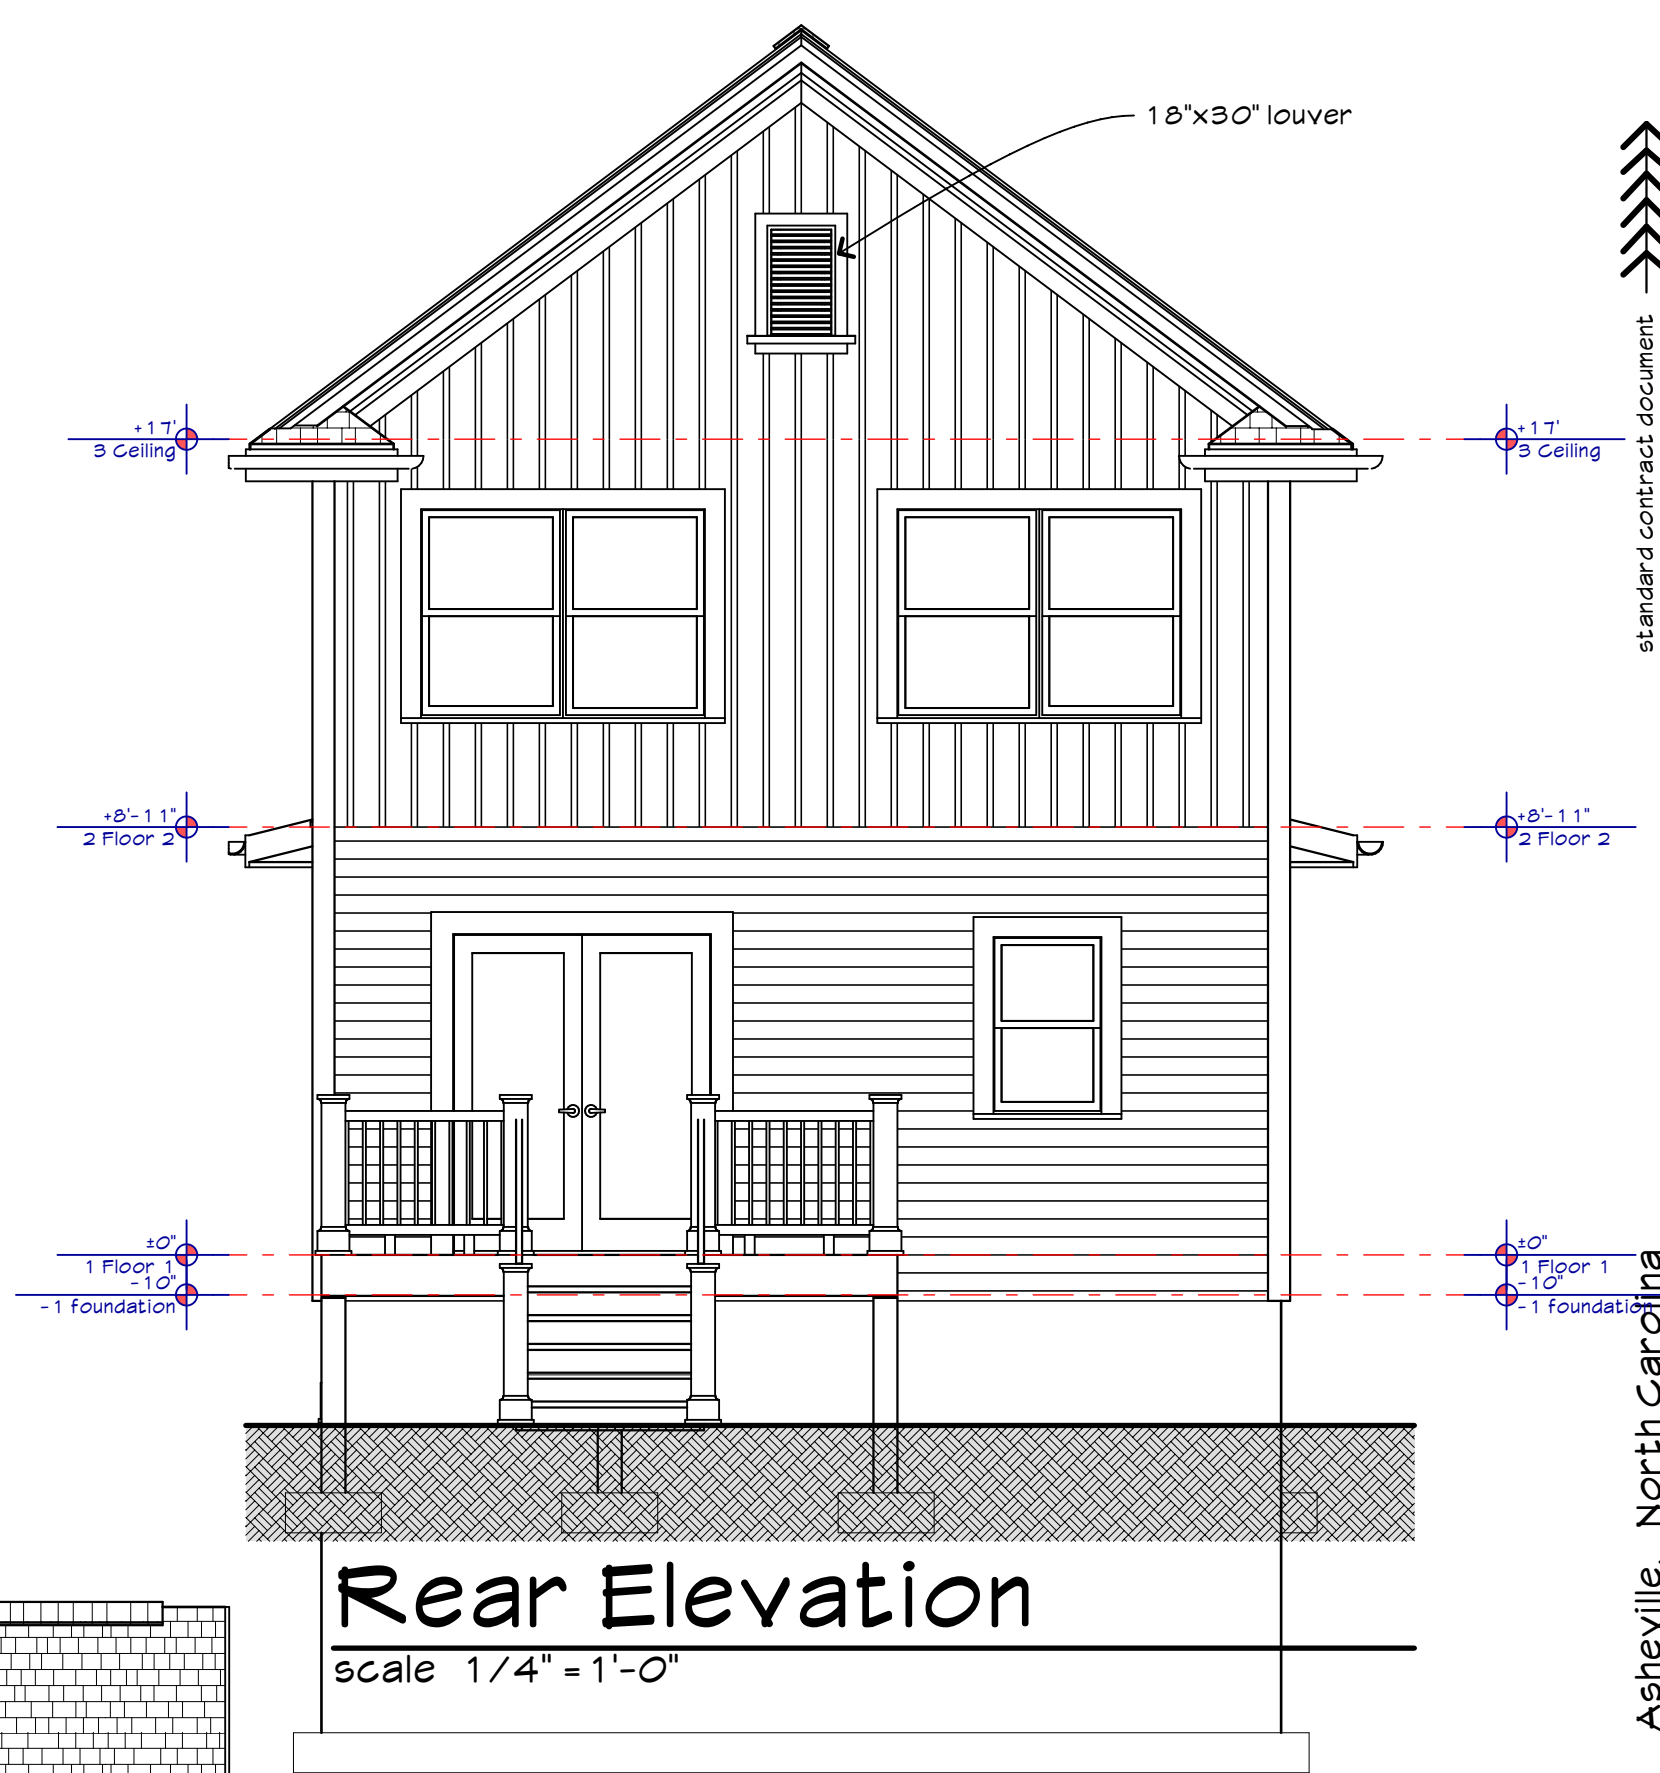 18"x30" louver
+17'
3 Ceiling
+17'
3 Ceiling
standard contract document
+8'-11"
2 Floor 2
+8'-11"
2 Floor 2
±0"
1 Floor 1
-10"
-1 foundation
±0"
1 Floor 1
-10"
-1 foundation
Asheville, North Carolina
Rear Elevation
scale 1/4" = 1'-0"